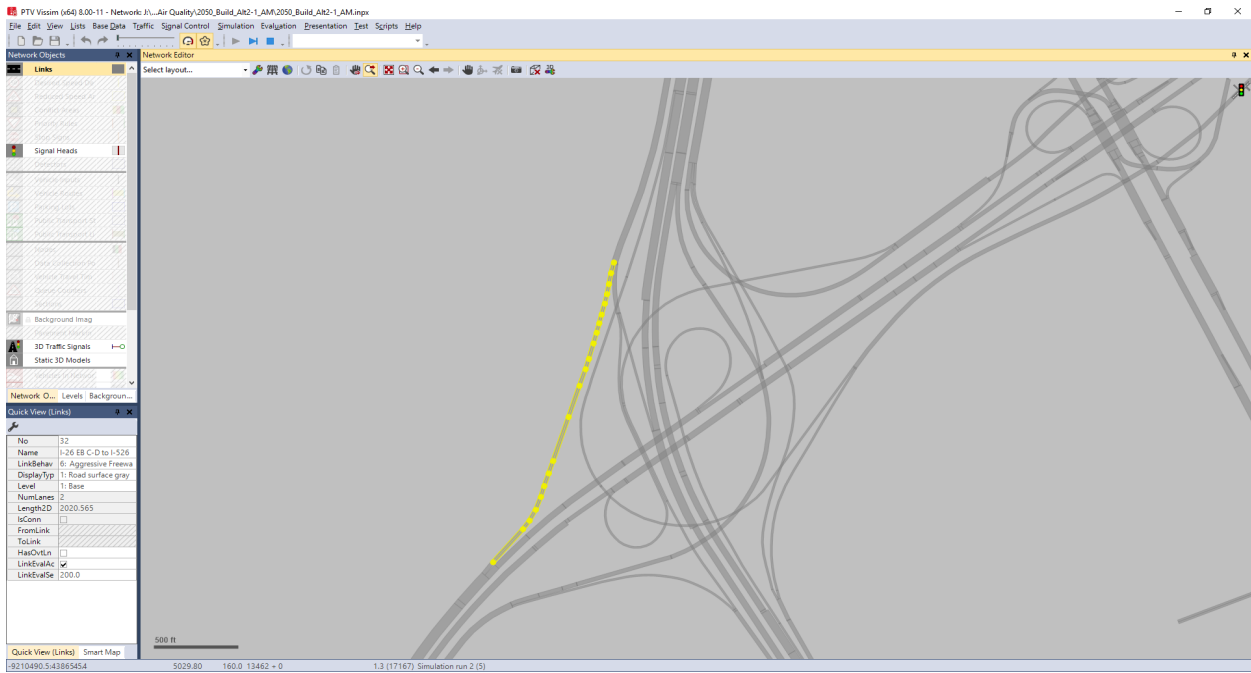 PTV Vissim (x64) 8.00-11 - Network: J:\...Air Quality\2050_Build_Alt2-1_AM\2050_Build_Alt2-1_AM.inpx
File Edit View Lists Base Data Traffic Signal Control Simulation Evaluation Presentation Test Scripts Help
Network Objects
Network Editor
Links
Select layout...
Signal Heads
Background Imag
3D Traffic Signals
Static 3D Models
Network O... Levels Backgroun...
Quick View (Links)
No 32
Name I-26 EB C-D to I-526
LinkBehav 6: Aggressive Freewa
DisplayTyp 1: Road surface gray
Level 1: Base
NumLanes 2
Length2D 2020.565
IsConn
FromLink
ToLink
HasOvtLn
LinkEvalAc
LinkEvalSe 200.0
500 ft
Quick View (Links) Smart Map
-9210490.5:4386545.4 5029.80 160.0 13462 + 0 1.3 (17167) Simulation run 2 (5)